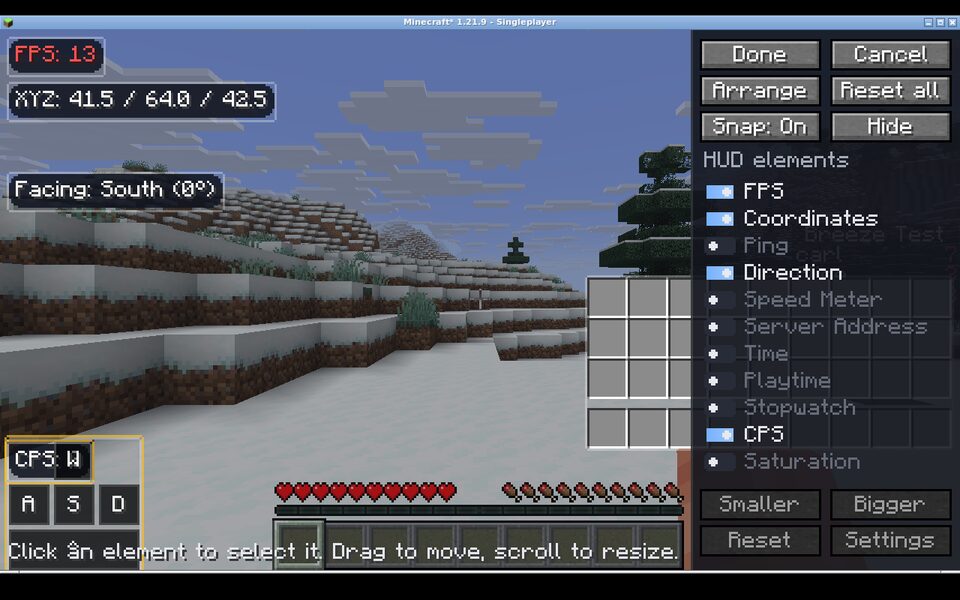 Minecraft* 1.21.9 - Singleplayer
FPS: 13
XYZ: 41.5 / 64.0 / 42.5
Facing: South (0°)
CPS: W
A S D
Click an element to select it. Drag to move, scroll to resize.
Done Cancel
Arrange Reset all
Snap: On Hide
HUD elements
FPS
Coordinates
Ping
Direction
Speed Meter
Server Address
Time
Playtime
Stopwatch
CPS
Saturation
Smaller Bigger
Reset Settings